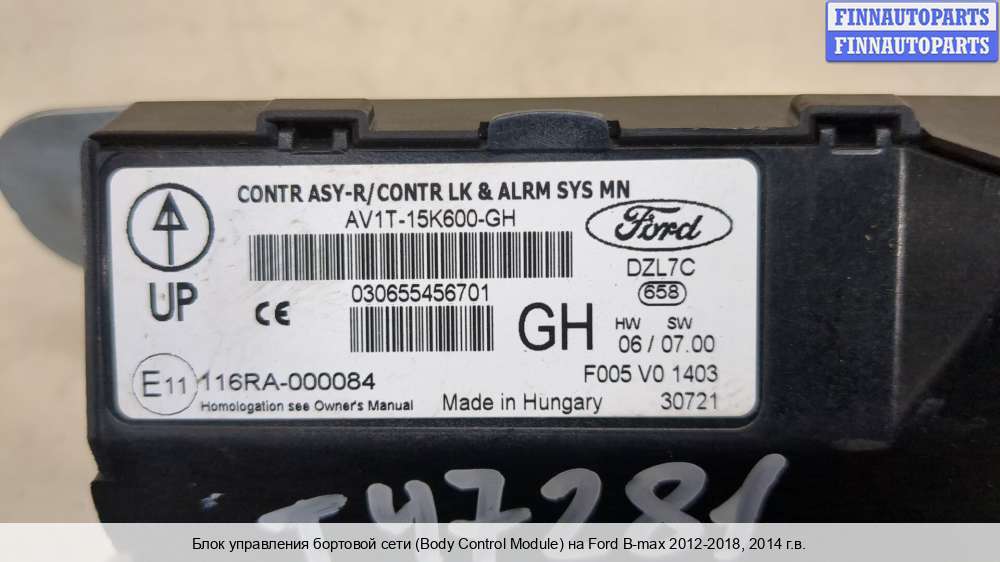 FINNAUTOPARTS
FINNAUTOPARTS
CONTR ASY-R/CONTR LK & ALRM SYS MN
AV1T-15K600-GH
Ford
DZL7C
658
UP
CE
030655456701
GH
HW SW
06 / 07.00
E11 116RA-000084
F005 V0 1403
Homologation see Owner's Manual
Made in Hungary
30721
T47281
Блок управления бортовой сети (Body Control Module) на Ford B-max 2012-2018, 2014 г.в.